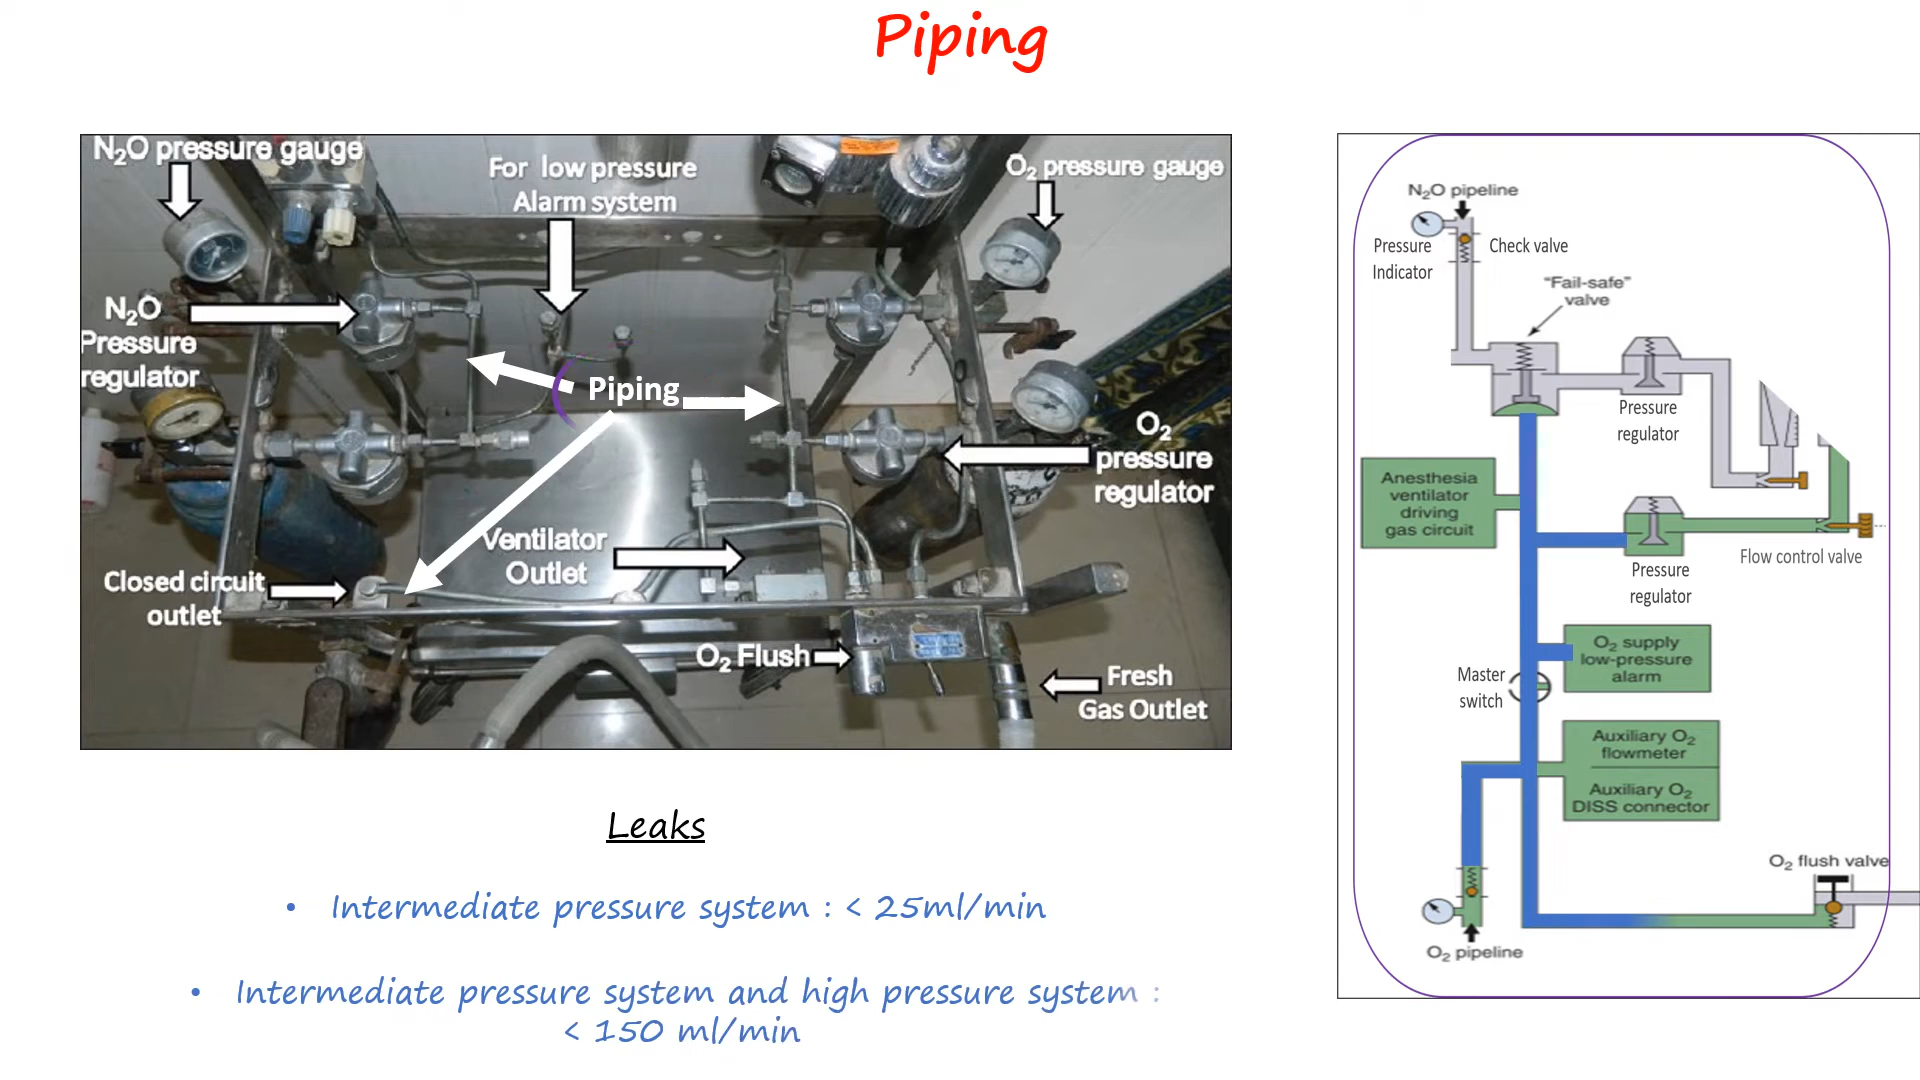 Piping
N₂O pressure gauge
For low pressure
Alarm system
O₂ pressure gauge
N₂O
Pressure
regulator
Piping
O₂
pressure
regulator
Ventilator
Outlet
Closed circuit
outlet
O₂ Flush
Fresh
Gas Outlet
Leaks
• Intermediate pressure system : < 25ml/min
• Intermediate pressure system and high pressure system :
< 150 ml/min
N₂O pipeline
Pressure
Indicator
Check valve
"Fail-safe"
valve
Pressure
regulator
Anesthesia
ventilator
driving
gas circuit
Flow control valve
Pressure
regulator
O₂ supply
low-pressure
alarm
Master
switch
Auxiliary O₂
flowmeter
Auxiliary O₂
DISS connector
O₂ flush valve
O₂ pipeline